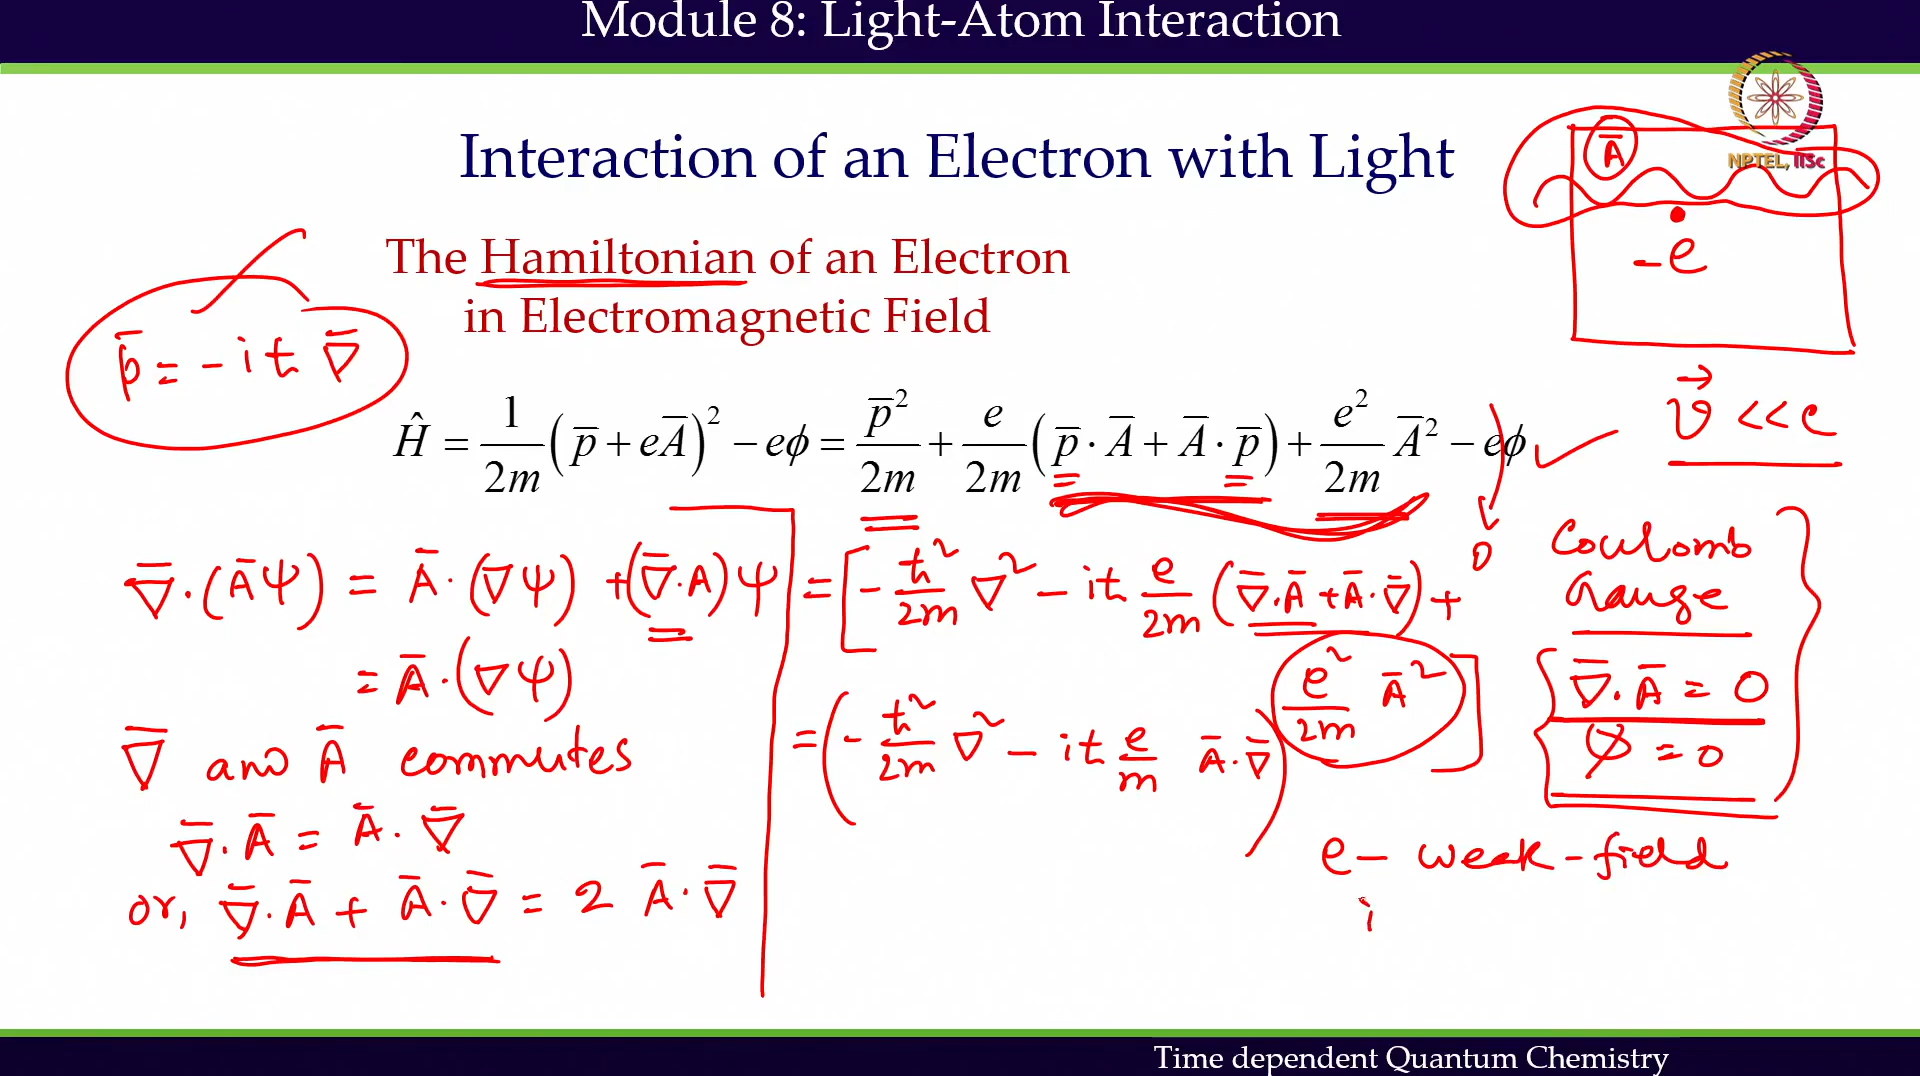 Module 8: Light-Atom Interaction
NPTEL, IISc
Interaction of an Electron with Light
Ā
-e
The Hamiltonian of an Electron
in Electromagnetic Field
p̄ = -iħ ∇̄
v⃗ << c
Ĥ = 1/2m (p̄ + eĀ)² − eϕ = p̄²/2m + e/2m (p̄ · Ā + Ā · p̄) + e²/2m Ā² − eϕ
0
∇̄ · (Āψ) = Ā · (∇̄ψ) + (∇̄ · A)ψ
= Ā · (∇ψ)
∇̄ and Ā commutes
∇̄ · Ā = Ā · ∇̄
or, ∇̄ · Ā + Ā · ∇̄ = 2 Ā · ∇̄
= [ -ħ²/2m ∇² - iħ e/2m (∇̄ · Ā + Ā · ∇̄) +
e²/2m Ā² ]
= ( -ħ²/2m ∇² - iħ e/m Ā · ∇̄ )
Coulomb
Gauge
∇̄ · Ā = 0
ϕ = 0
e- weak-field
i
Time dependent Quantum Chemistry